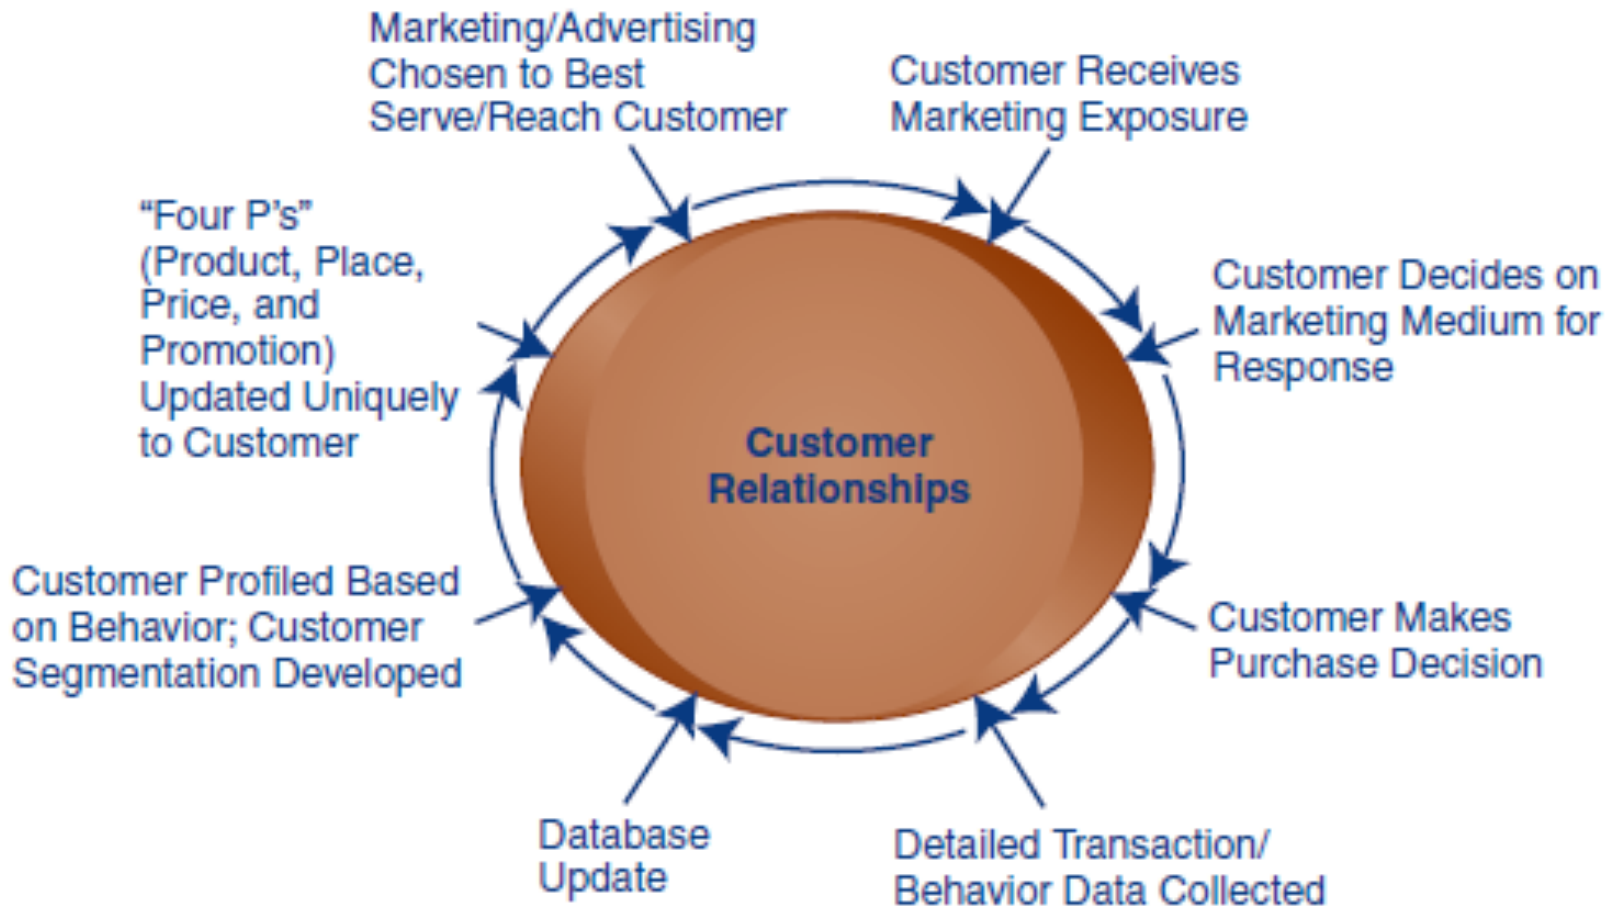 Marketing/Advertising
Chosen to Best
Serve/Reach Customer
Customer Receives
Marketing Exposure
“Four P’s”
(Product, Place,
Price, and
Promotion)
Updated Uniquely
to Customer
Customer Decides on
Marketing Medium for
Response
Customer
Relationships
Customer Profiled Based
on Behavior; Customer
Segmentation Developed
Customer Makes
Purchase Decision
Database
Update
Detailed Transaction/
Behavior Data Collected